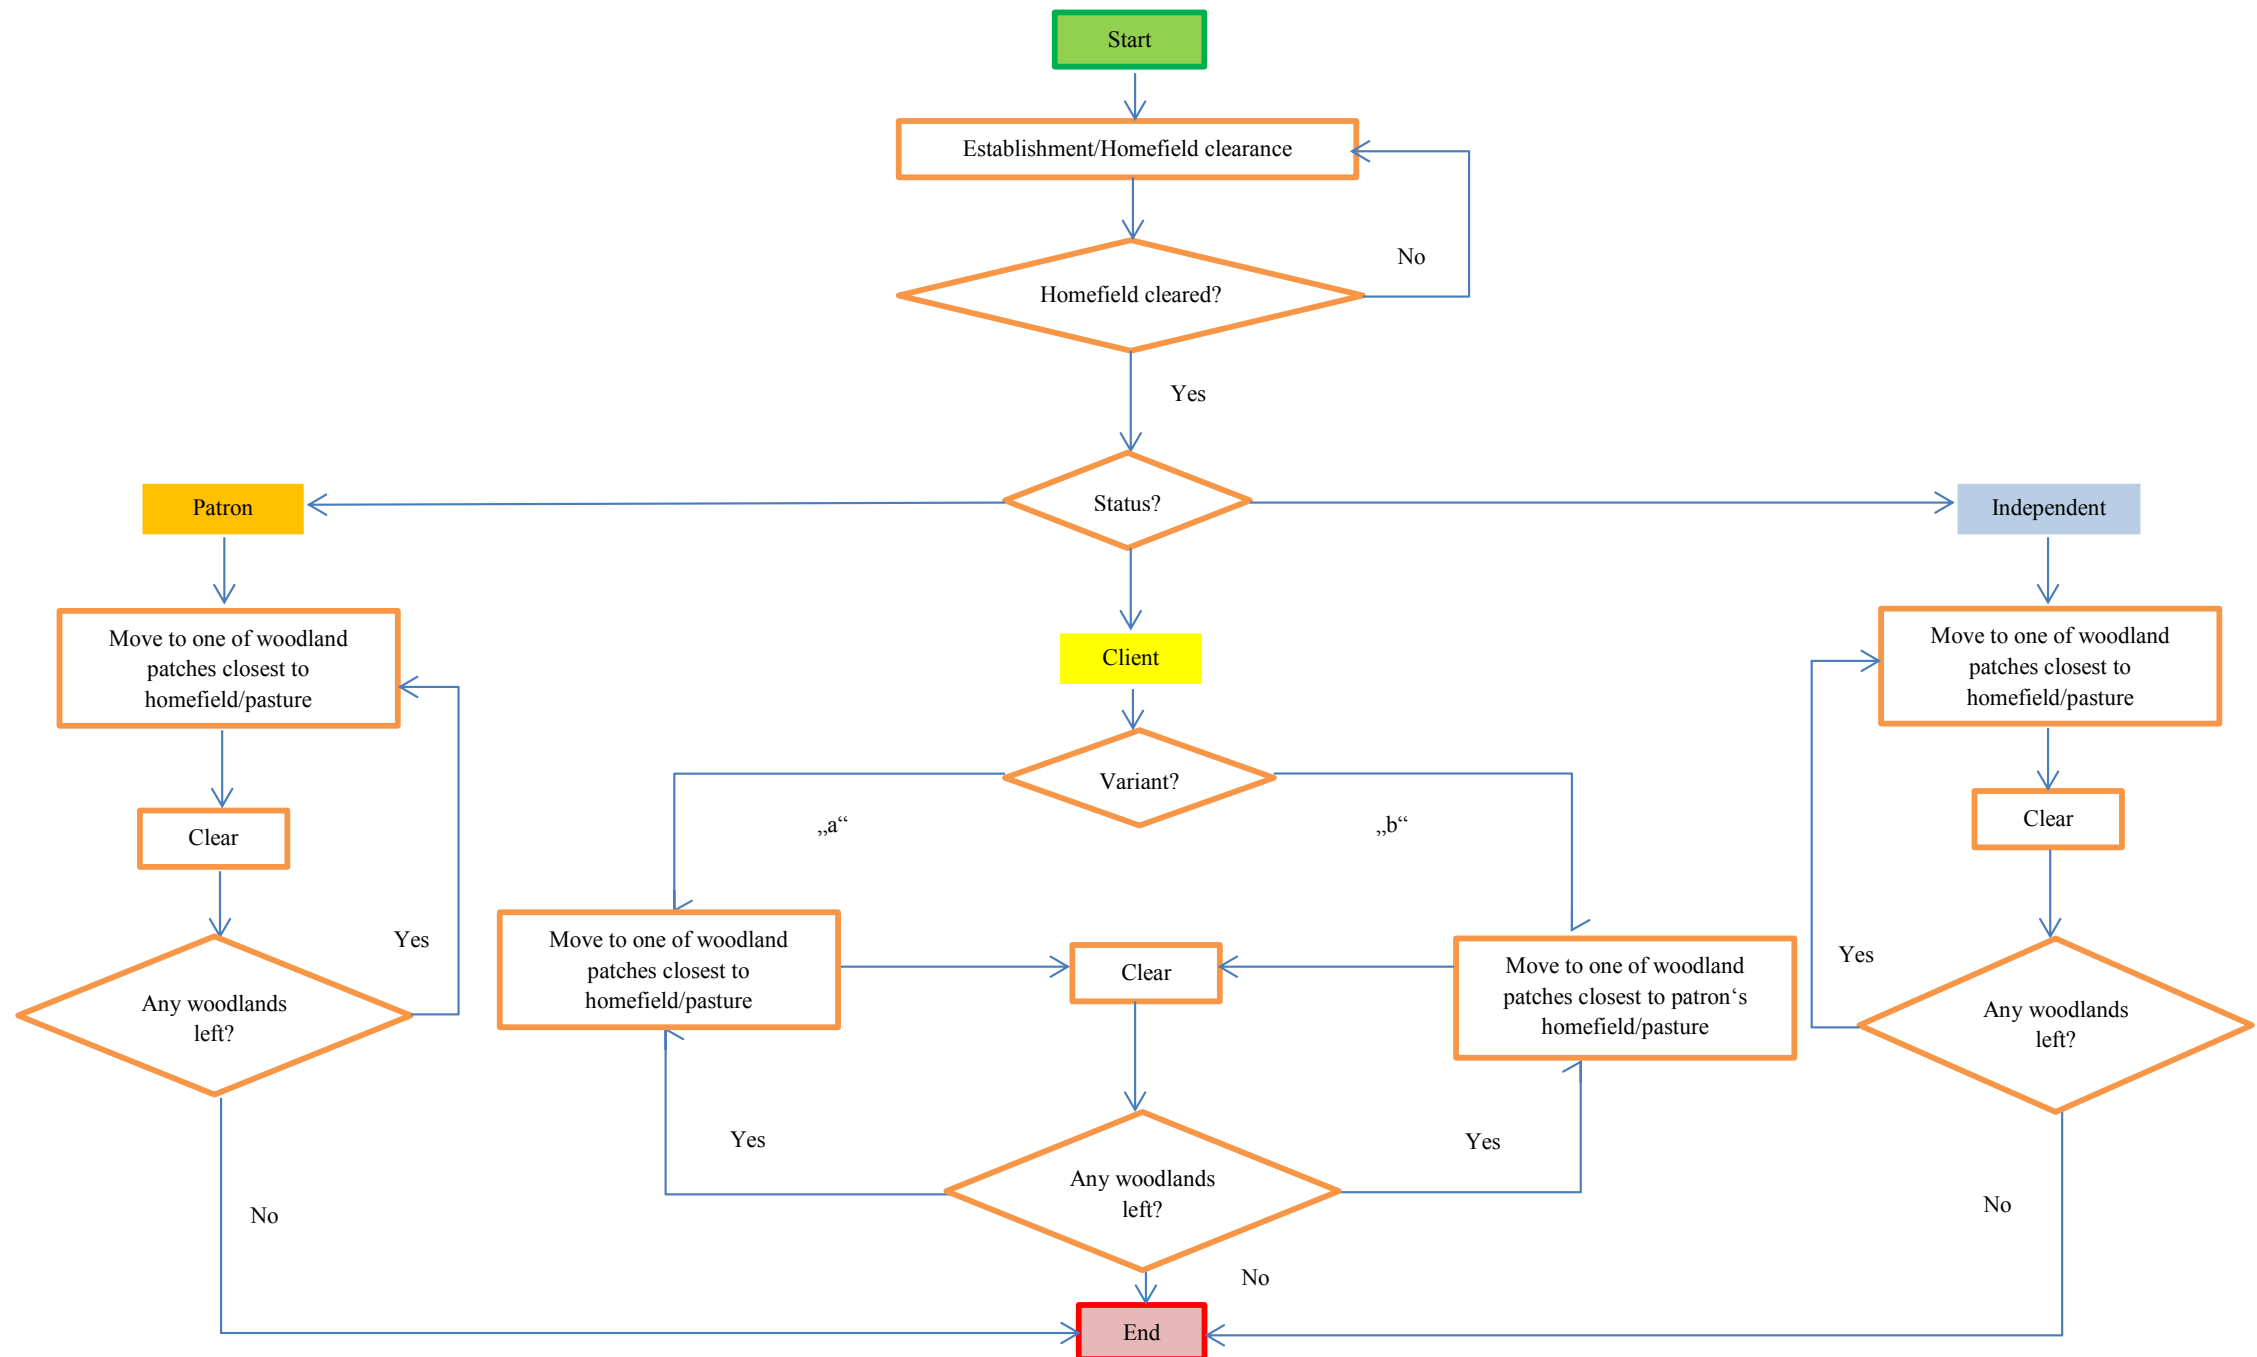 Start
Establishment/Homefield clearance
No
Homefield cleared?
Yes
Patron
Status?
Independent
Move to one of woodland
patches closest to
homefield/pasture
Client
Move to one of woodland
patches closest to
homefield/pasture
Variant?
Clear
„a“
„b“
Clear
Yes
Any woodlands
left?
Move to one of woodland
patches closest to
homefield/pasture
Clear
Move to one of woodland
patches closest to patron‘s
homefield/pasture
Yes
Any woodlands
left?
Yes
Yes
Any woodlands
left?
No
No
No
End